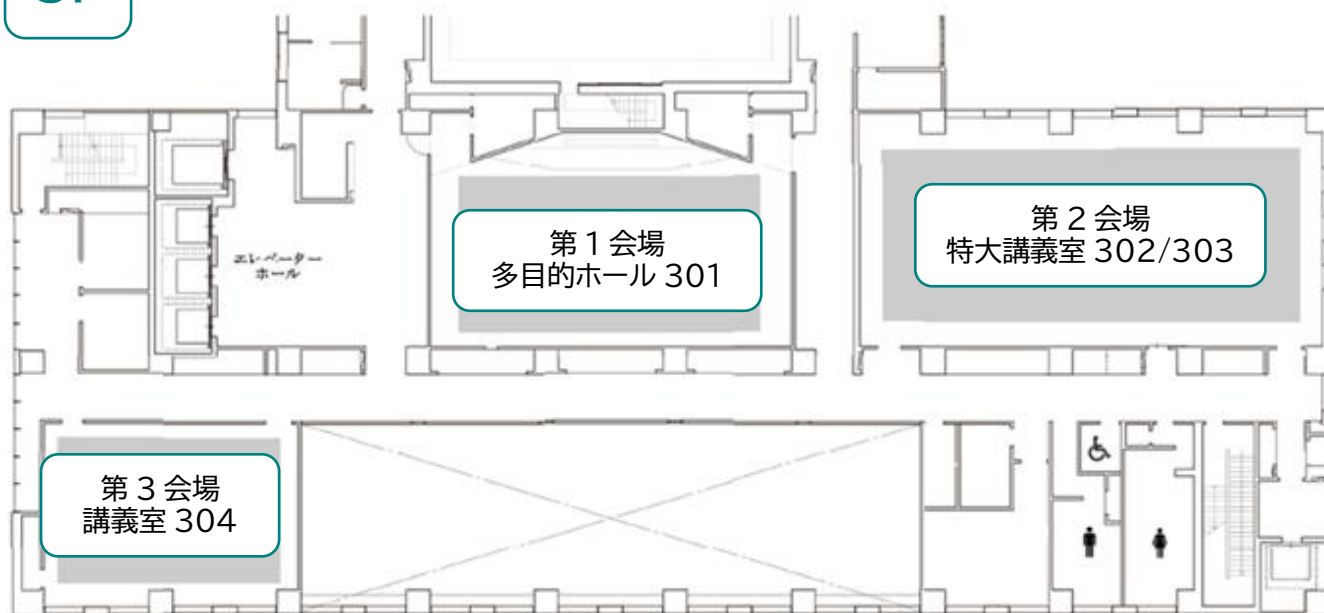 第1会場
多目的ホール 301
第2会場
特大講義室 302/303
エレベーター
ホール
第3会場
講義室 304